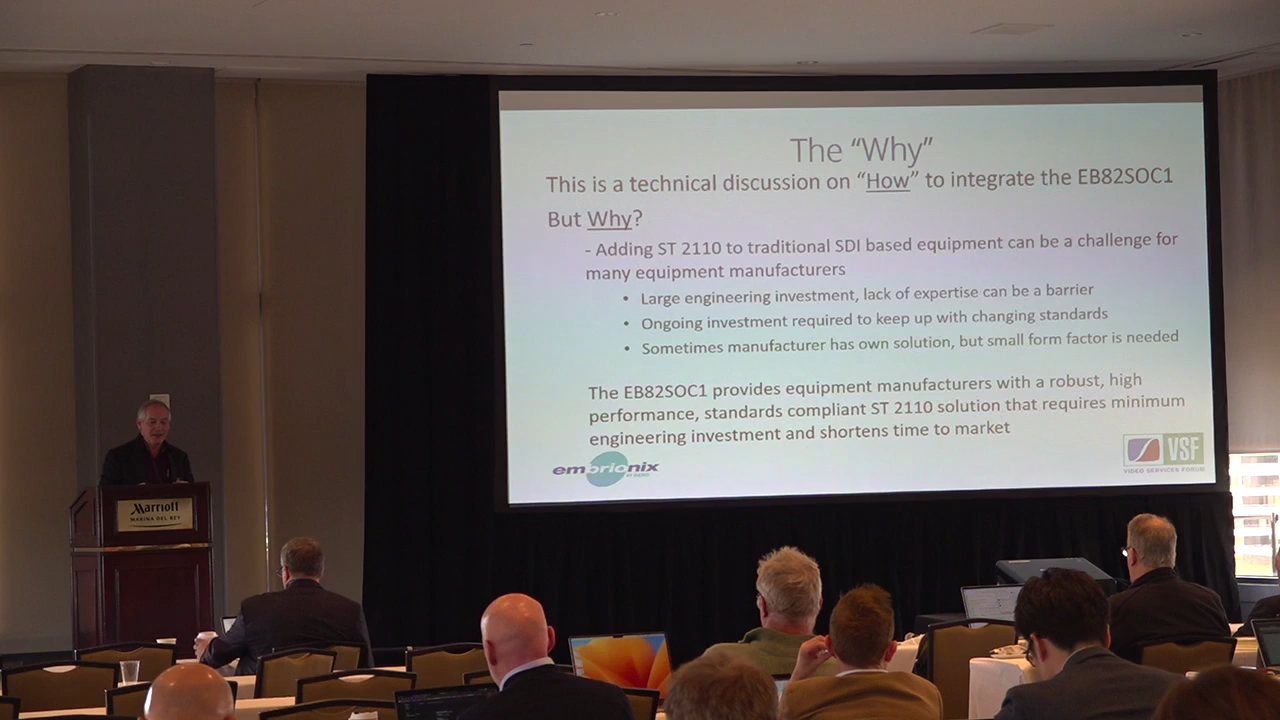 The “Why”
This is a technical discussion on “How” to integrate the EB82SOC1
But Why?
- Adding ST 2110 to traditional SDI based equipment can be a challenge for
many equipment manufacturers
• Large engineering investment, lack of expertise can be a barrier
• Ongoing investment required to keep up with changing standards
• Sometimes manufacturer has own solution, but small form factor is needed
The EB82SOC1 provides equipment manufacturers with a robust, high
performance, standards compliant ST 2110 solution that requires minimum
engineering investment and shortens time to market
embrionix
VSF
VIDEO SERVICES FORUM
Marriott
MARINA DEL REY